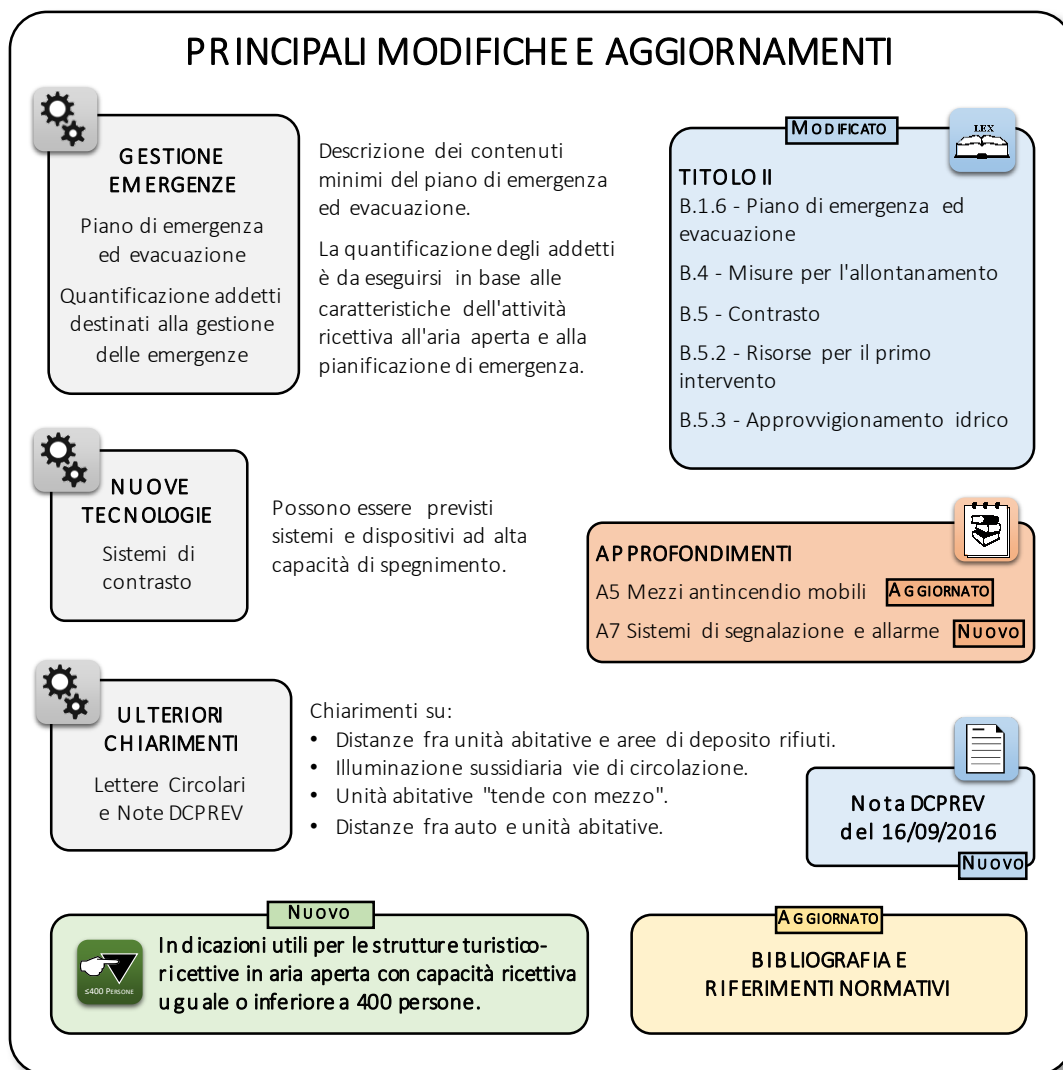 PRINCIPALI MODIFICHE E AGGIORNAMENTI
GESTIONE
EMERGENZE
Piano di emergenza
ed evacuazione
Quantificazione addetti
destinati alla gestione
delle emergenze
Descrizione dei contenuti
minimi del piano di emergenza
ed evacuazione.
La quantificazione degli addetti
è da eseguirsi in base alle
caratteristiche dell'attività
ricettiva all'aria aperta e alla
pianificazione di emergenza.
MODIFICATO
LEX
TITOLO II
B.1.6 - Piano di emergenza ed
evacuazione
B.4 - Misure per l'allontanamento
B.5 - Contrasto
B.5.2 - Risorse per il primo
intervento
B.5.3 - Approvvigionamento idrico
NUOVE
TECNOLOGIE
Sistemi di
contrasto
Possono essere previsti
sistemi e dispositivi ad alta
capacità di spegnimento.
APPROFONDIMENTI
A5 Mezzi antincendio mobili AGGIORNATO
A7 Sistemi di segnalazione e allarme NUOVO
ULTERIORI
CHIARIMENTI
Lettere Circolari
e Note DCPREV
Chiarimenti su:
• Distanze fra unità abitative e aree di deposito rifiuti.
• Illuminazione sussidiaria vie di circolazione.
• Unità abitative "tende con mezzo".
• Distanze fra auto e unità abitative.
Nota DCPREV
del 16/09/2016
NUOVO
NUOVO
≤400 PERSONE
Indicazioni utili per le strutture turistico-
ricettive in aria aperta con capacità ricettiva
uguale o inferiore a 400 persone.
AGGIORNATO
BIBLIOGRAFIA E
RIFERIMENTI NORMATIVI